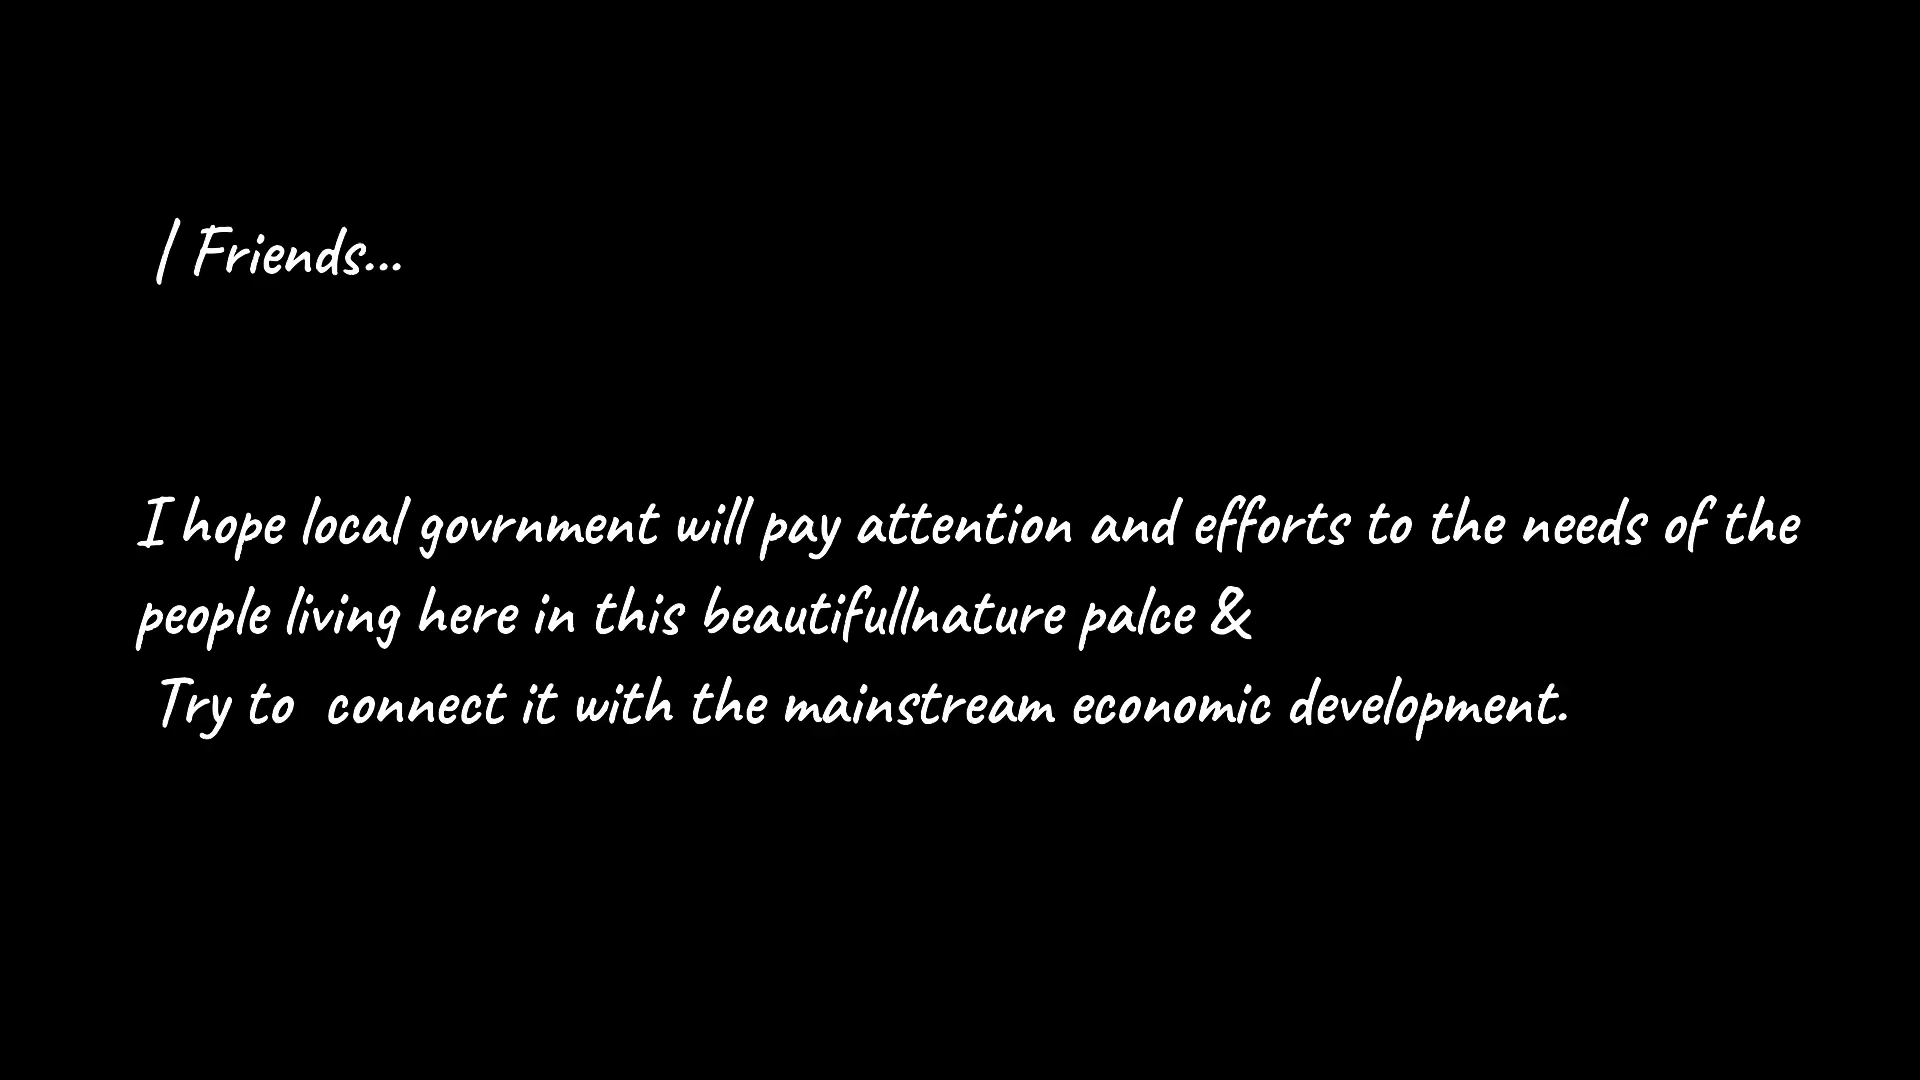 | Friends...
I hope local govrnment will pay attention and efforts to the needs of the
people living here in this beautifullnature palce &
Try to connect it with the mainstream economic development.